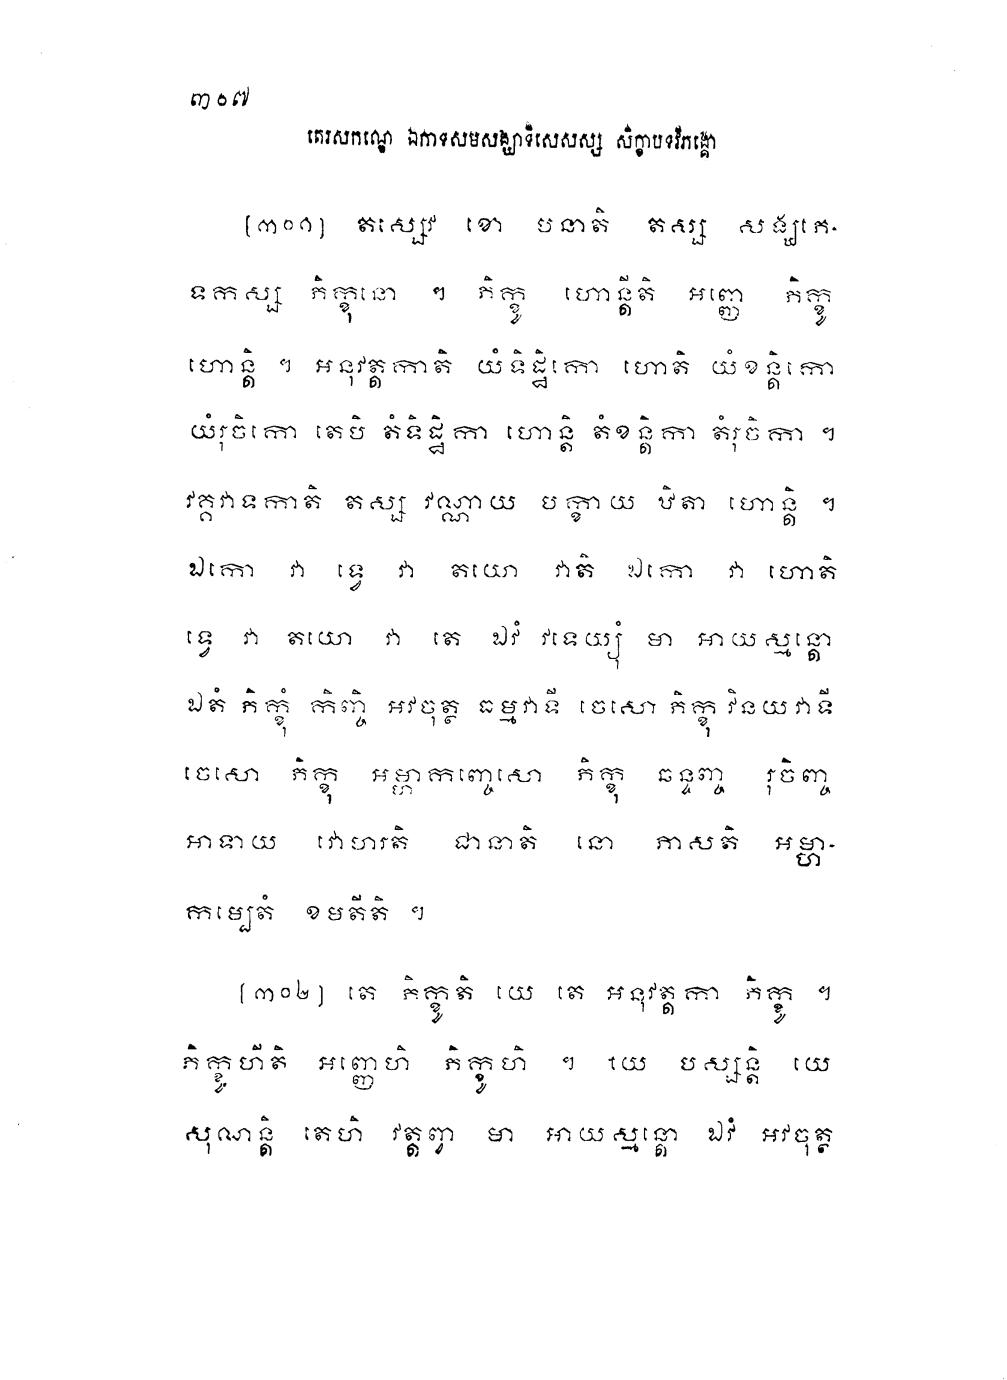 ៣០៧
តេរសកណ្ឌេ ឯកាទសមសង្ឃាទិសេសស្ស សិក្ខាបទវិភង្គោ
[៣០១] តស្សេវ ខោ បនាតិ តស្ស សង្ឃភេ-
ទកស្ស ភិក្ខុនោ ។ ភិក្ខូ ហោន្តីតិ អញ្ញេ ភិក្ខូ
ហោន្តិ ។ អនុវត្តកាតិ យំទិដ្ឋិកោ ហោតិ យំខន្តិកោ
យំរុចិកោ តេបិ តំទិដ្ឋិកា ហោន្តិ តំខន្តិកា តំរុចិកា ។
វគ្គវាទកាតិ តស្ស វណ្ណាយ បក្ខាយ ឋិតា ហោន្តិ ។
ឯកោ វា ទ្វេ វា តយោ វាតិ ឯកោ វា ហោតិ
ទ្វេ វា តយោ វា តេ ឯវំ វទេយ្យុំ មា អាយស្មន្តោ
ឯតំ ភិក្ខុំ កិញ្ចិ អវចុត្ថ ធម្មវាទី ចេសោ ភិក្ខុ វិនយវាទី
ចេសោ ភិក្ខុ អម្ហាកញ្ចេសោ ភិក្ខុ ឆន្ទញ្ច រុចិញ្ច
អាទាយ វោហរតិ ជានាតិ នោ ភាសតិ អម្ហា-
កម្បេតំ ខមតីតិ ។
[៣០២] តេ ភិក្ខូតិ យេ តេ អនុវត្តកា ភិក្ខូ ។
ភិក្ខូហីតិ អញ្ញេហិ ភិក្ខូហិ ។ យេ បស្សន្តិ យេ
សុណន្តិ តេហិ វត្តព្វា មា អាយស្មន្តោ ឯវំ អវចុត្ថ